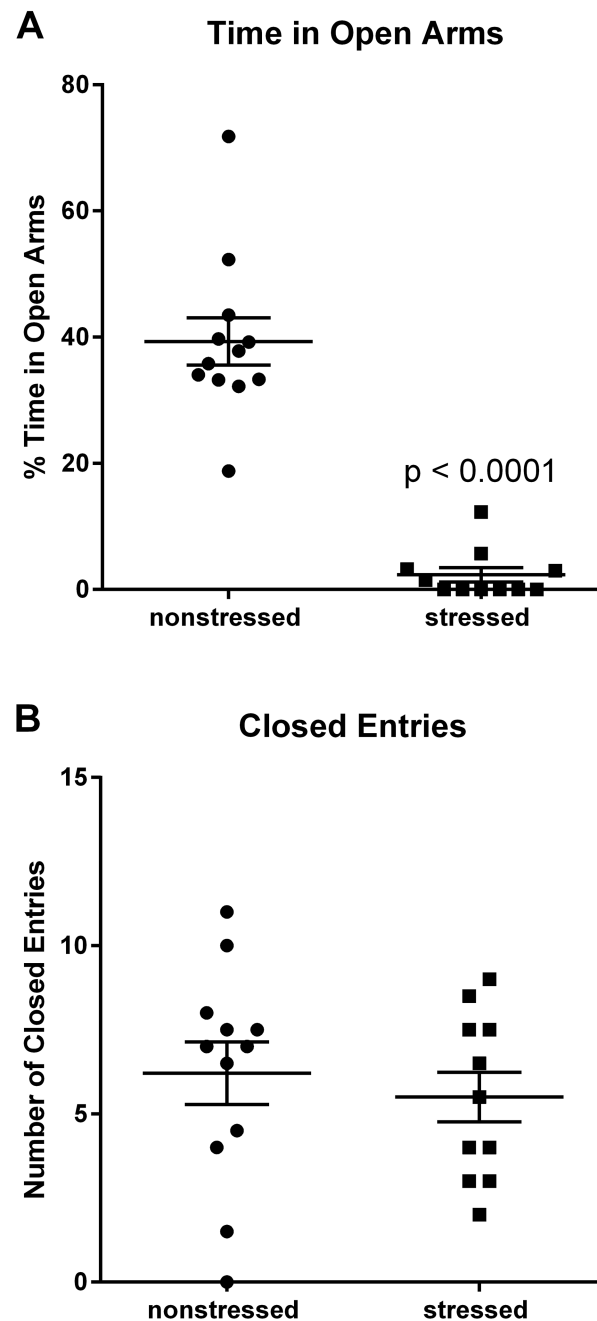 A
Time in Open Arms
% Time in Open Arms
80
60
40
20
0
p < 0.0001
nonstressed stressed
B
Closed Entries
Number of Closed Entries
15
10
5
0
nonstressed stressed